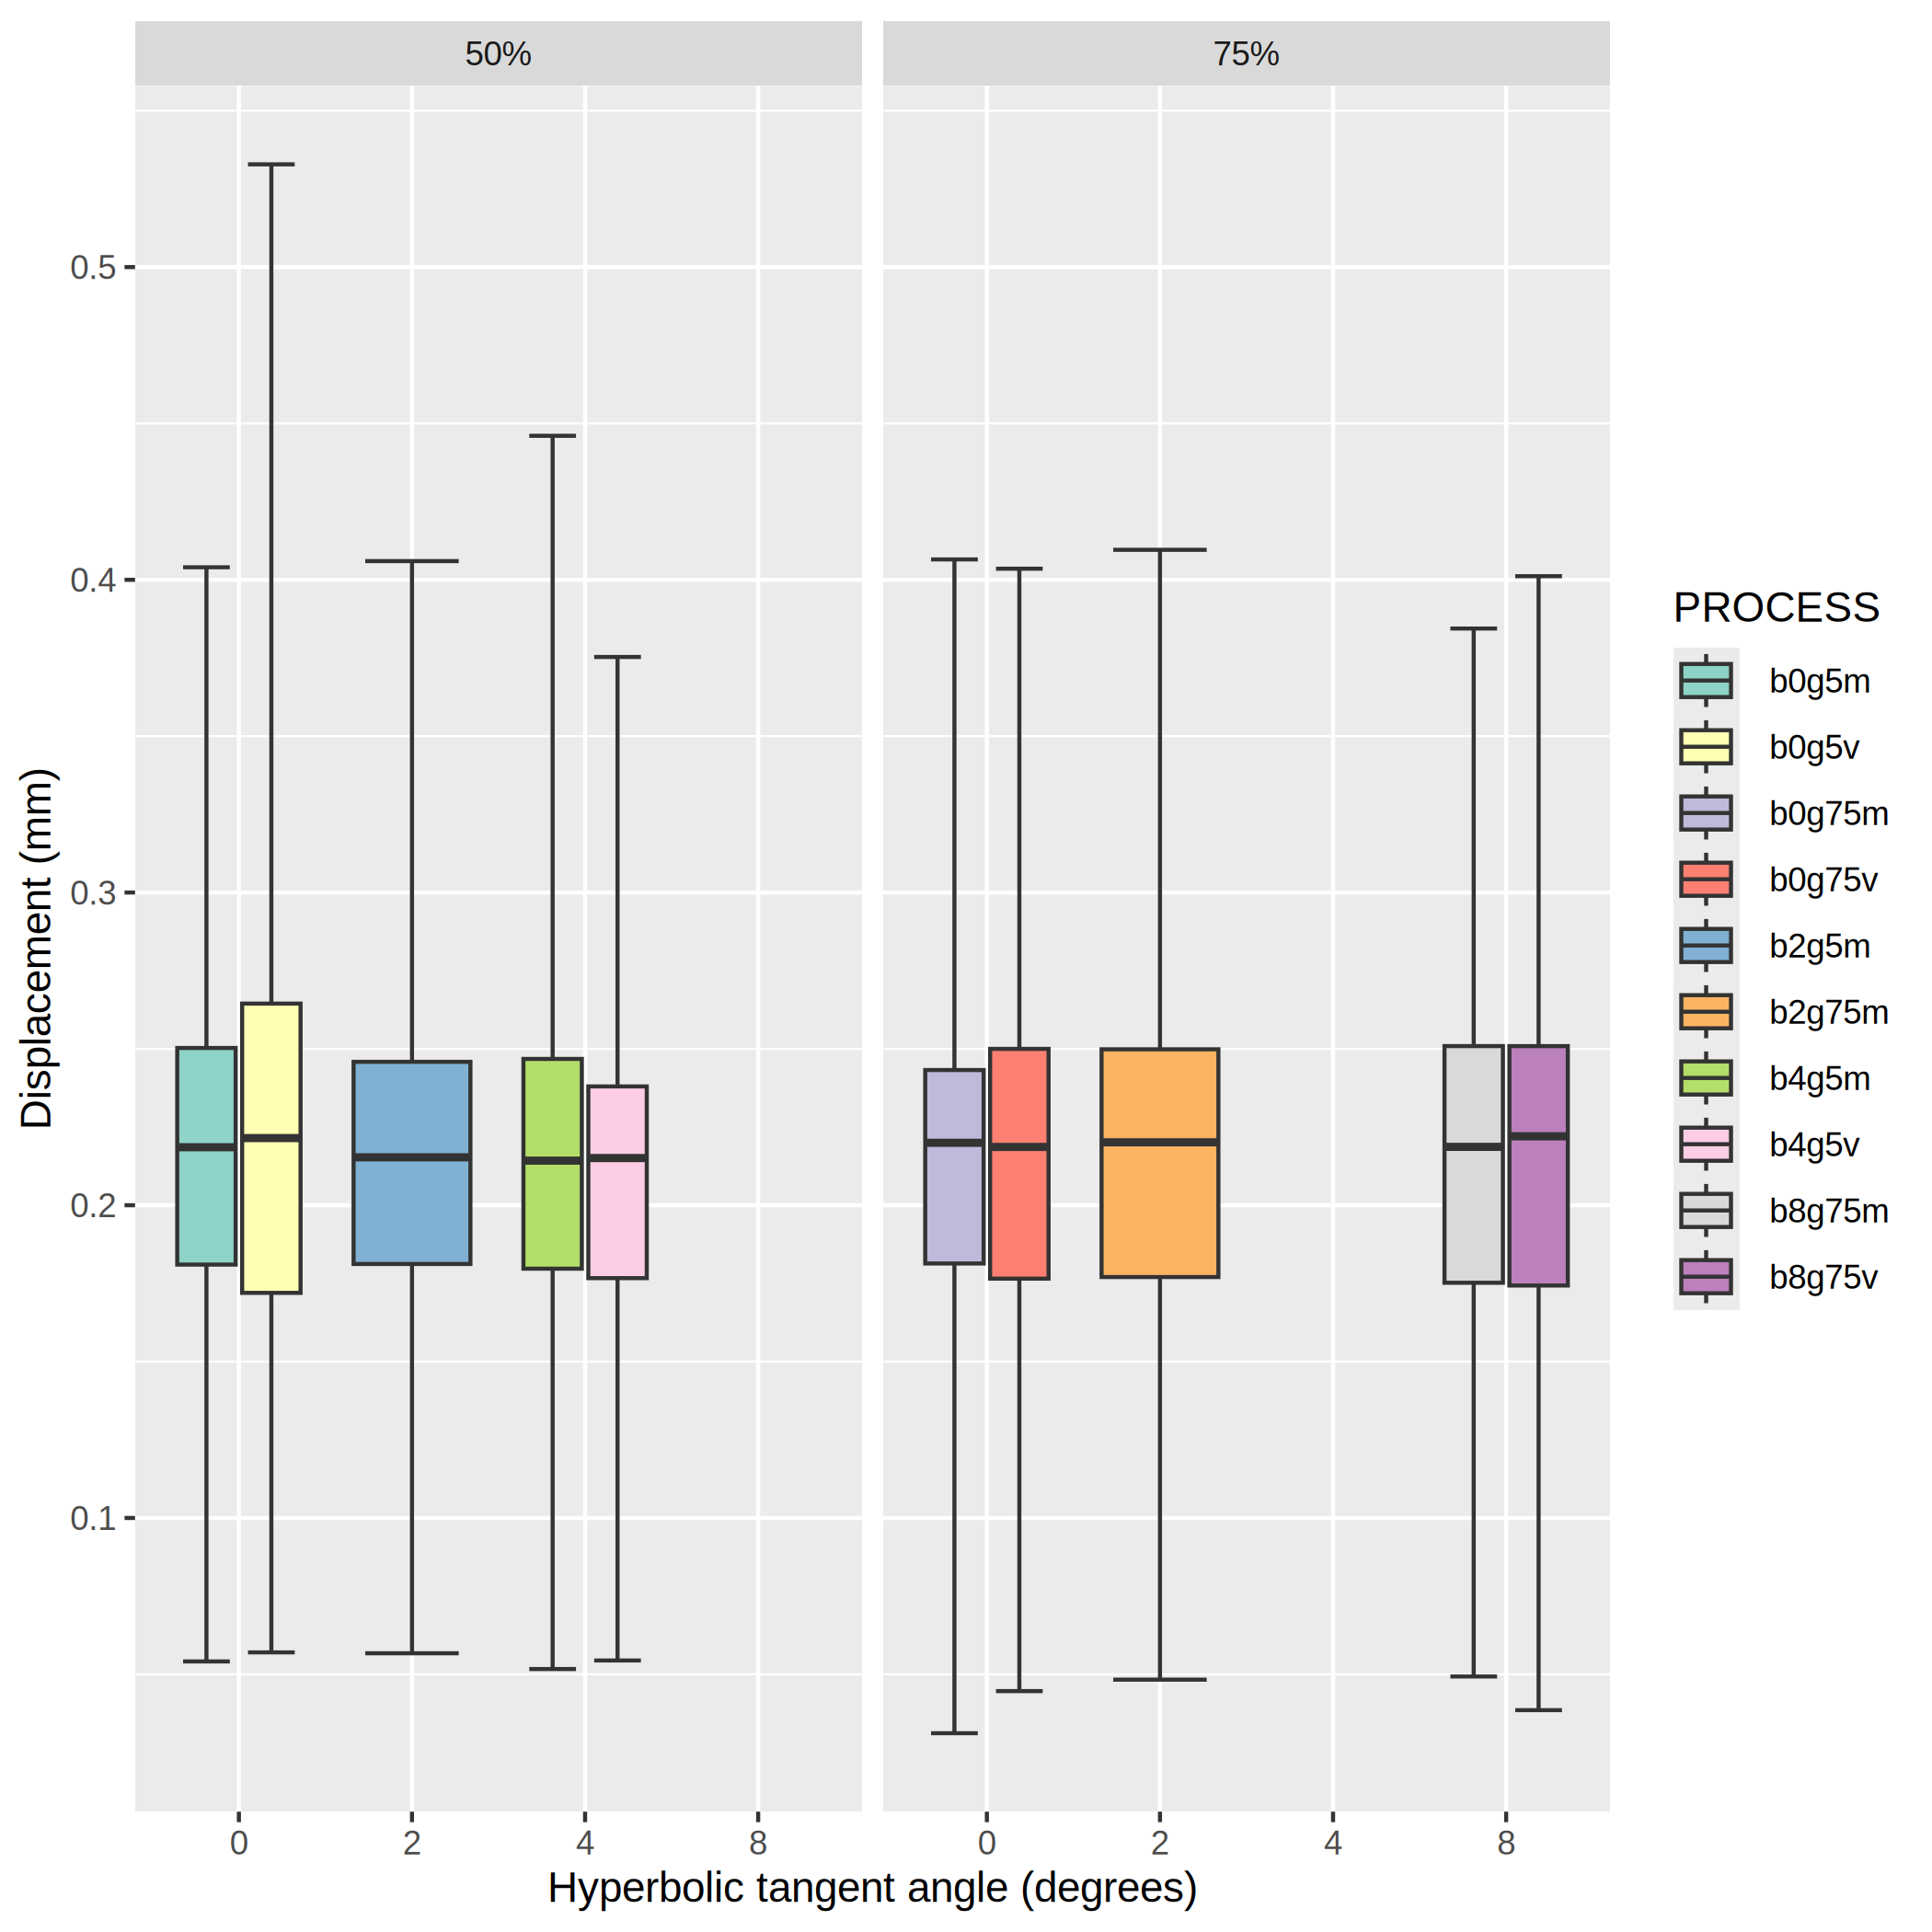 50%
75%
Displacement (mm)
0.5
0.4
0.3
0.2
0.1
0
2
4
8
0
2
4
8
Hyperbolic tangent angle (degrees)
PROCESS
b0g5m
b0g5v
b0g75m
b0g75v
b2g5m
b2g75m
b4g5m
b4g5v
b8g75m
b8g75v